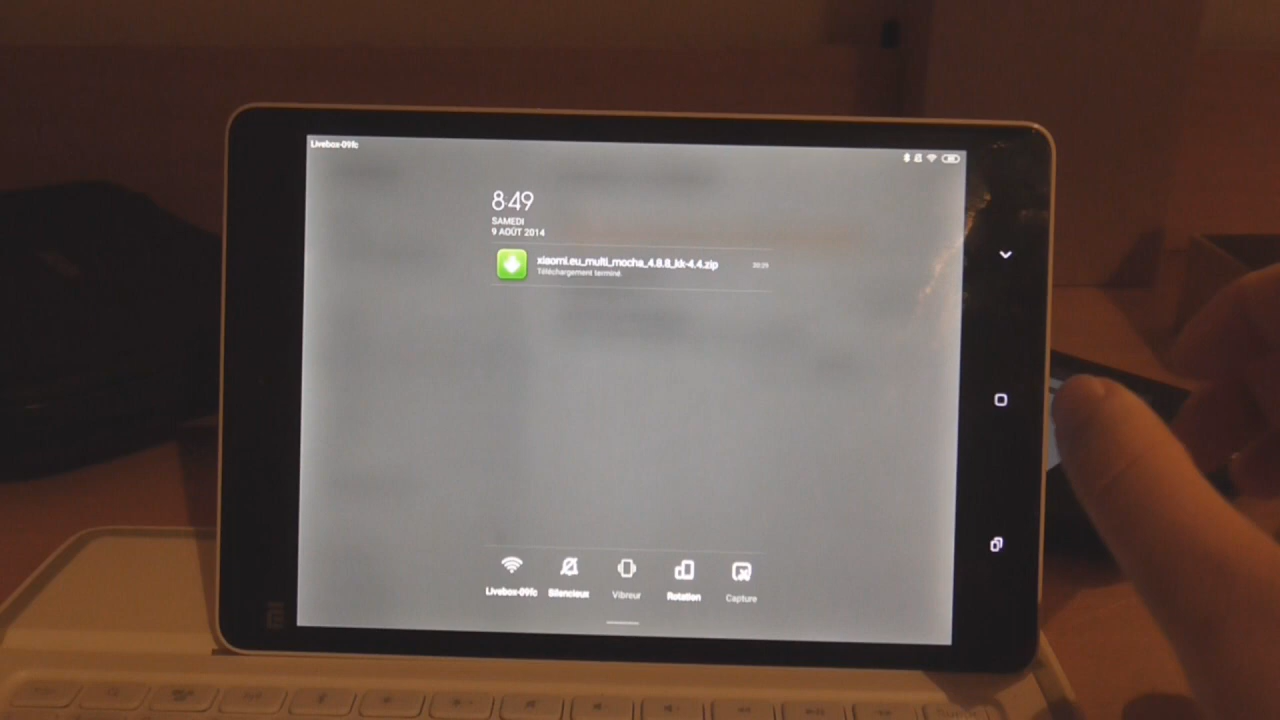 Livebox-09fc
8:49
SAMEDI
9 AOÛT 2014
xiaomi.eu_multi_mocha_4.8.8_kk-4.4.zip
Téléchargement terminé.
Livebox-09fc Silencieux Vibreur Rotation Capture
MI